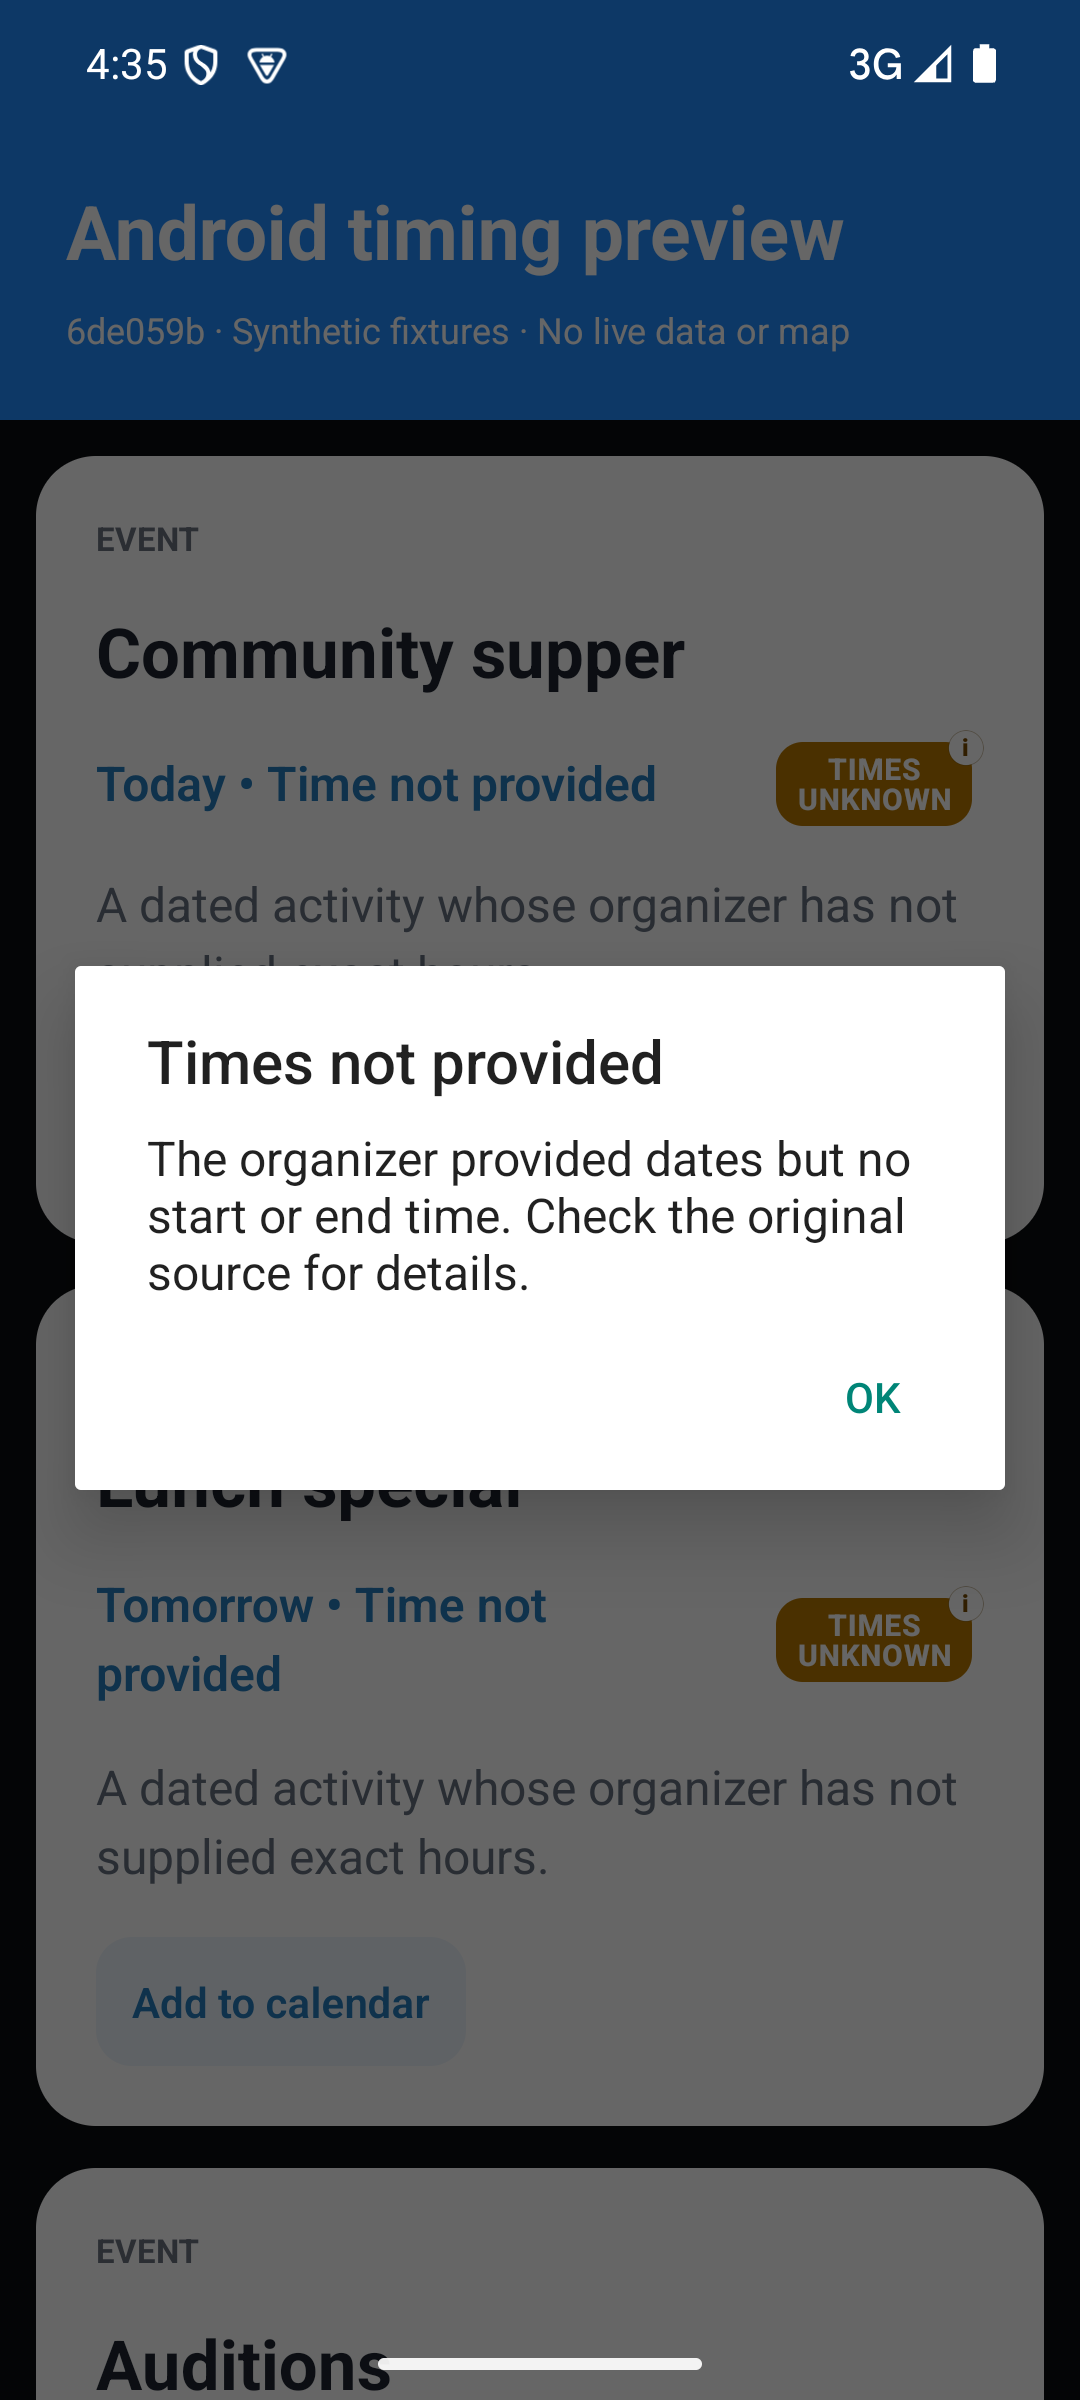 4:35
3G
Android timing preview
6de059b · Synthetic fixtures · No live data or map
EVENT
Community supper
Today • Time not provided
TIMES
UNKNOWN
i
A dated activity whose organizer has not
Times not provided
The organizer provided dates but no
start or end time. Check the original
source for details.
OK
Lunch special
Tomorrow • Time not
provided
TIMES
UNKNOWN
i
A dated activity whose organizer has not
supplied exact hours.
Add to calendar
EVENT
Auditions